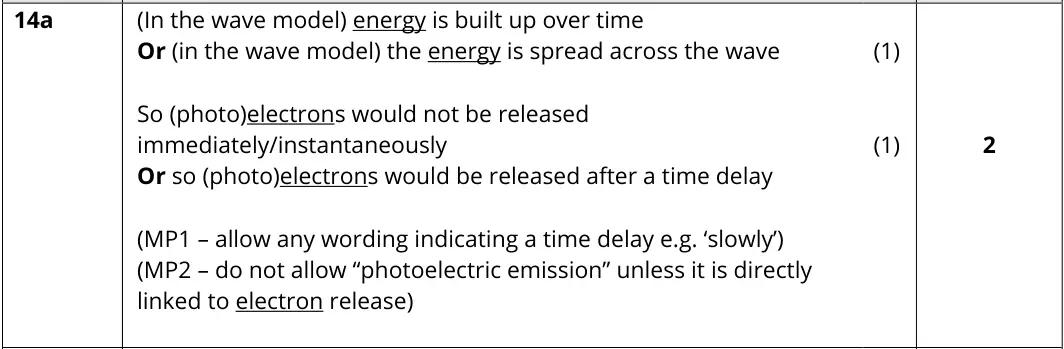 14a
(In the wave model) energy is built up over time
Or (in the wave model) the energy is spread across the wave (1)
So (photo)electrons would not be released
immediately/instantaneously (1) 2
Or so (photo)electrons would be released after a time delay
(MP1 – allow any wording indicating a time delay e.g. ‘slowly’)
(MP2 – do not allow “photoelectric emission” unless it is directly
linked to electron release)